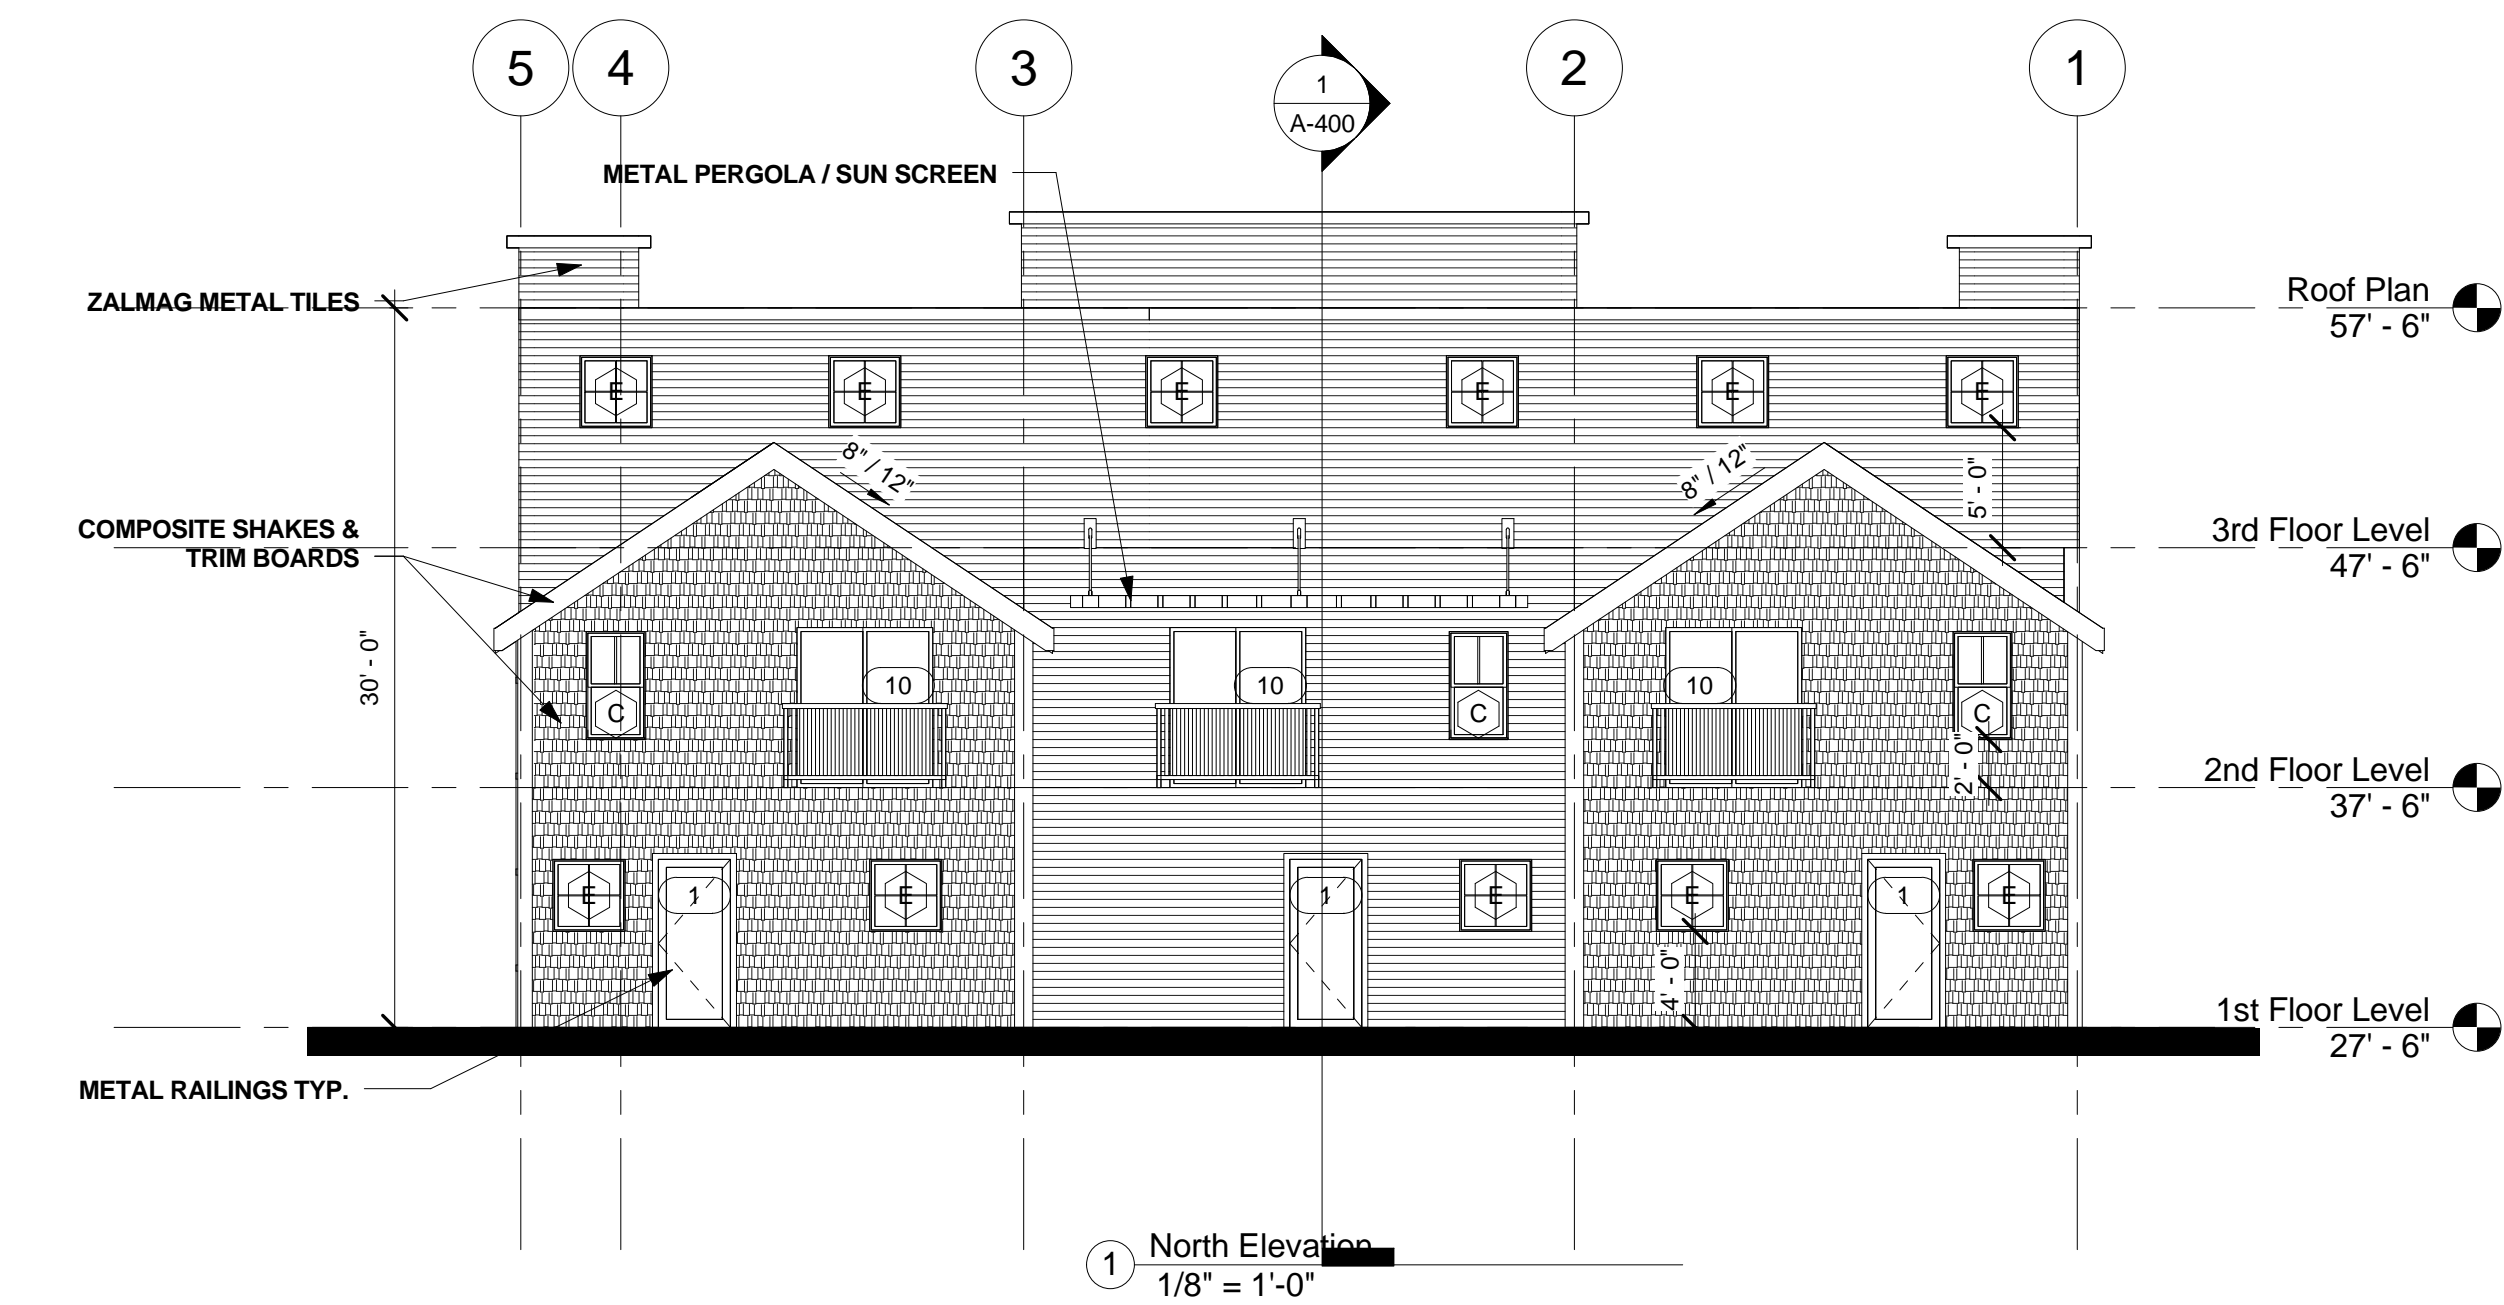 5 4 3 2 1
1
A-400
METAL PERGOLA / SUN SCREEN
ZALMAG METAL TILES
Roof Plan
57' - 6"
E E E E E E
8" / 12" 8" / 12"
5' - 0"
COMPOSITE SHAKES &
TRIM BOARDS
3rd Floor Level
47' - 6"
30' - 0"
10 10 10
C C C
2' - 0"
2nd Floor Level
37' - 6"
E 1 E 1 E E 1 E
4' - 0"
1st Floor Level
27' - 6"
METAL RAILINGS TYP.
1 North Elevation
1/8" = 1'-0"